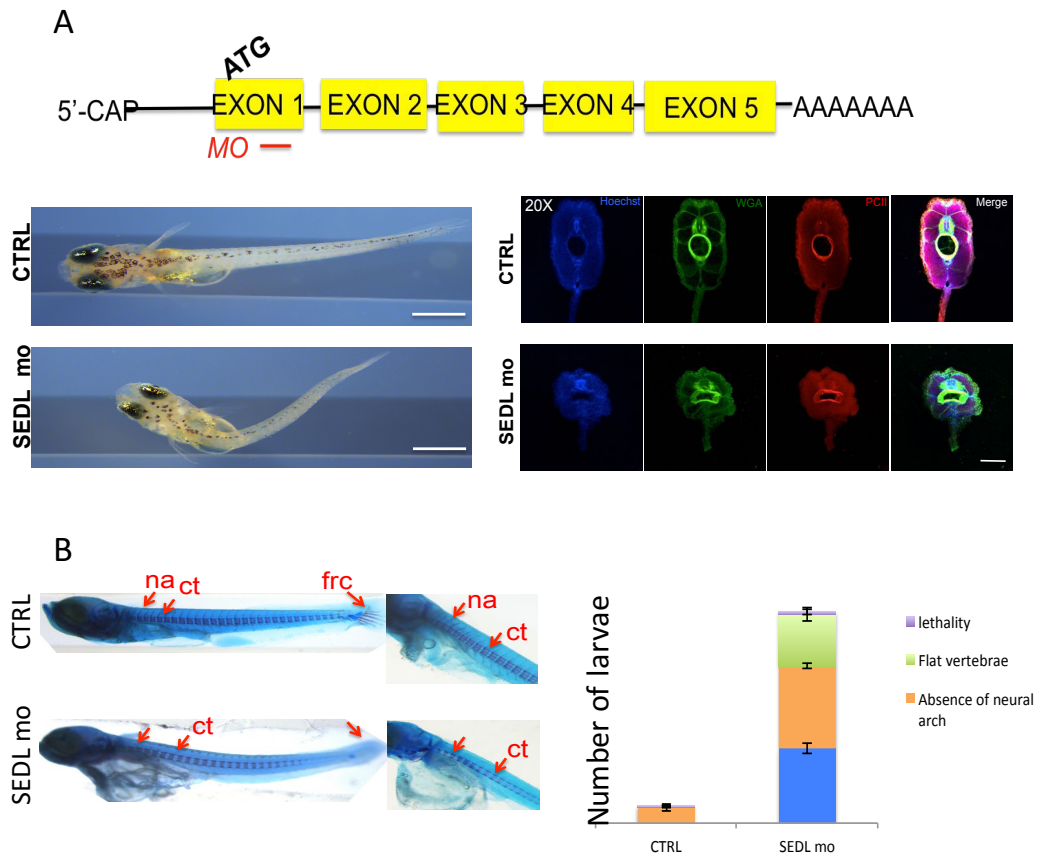 A
ATG
5'-CAP EXON 1 EXON 2 EXON 3 EXON 4 EXON 5 AAAAAAA
MO
CTRL
SEDL mo
20X Hoechst WGA PCII Merge
CTRL
SEDL mo
B
CTRL
na ct frc
na
ct
SEDL mo
ct
ct
Number of larvae
CTRL SEDL mo
lethality
Flat vertebrae
Absence of neural
arch